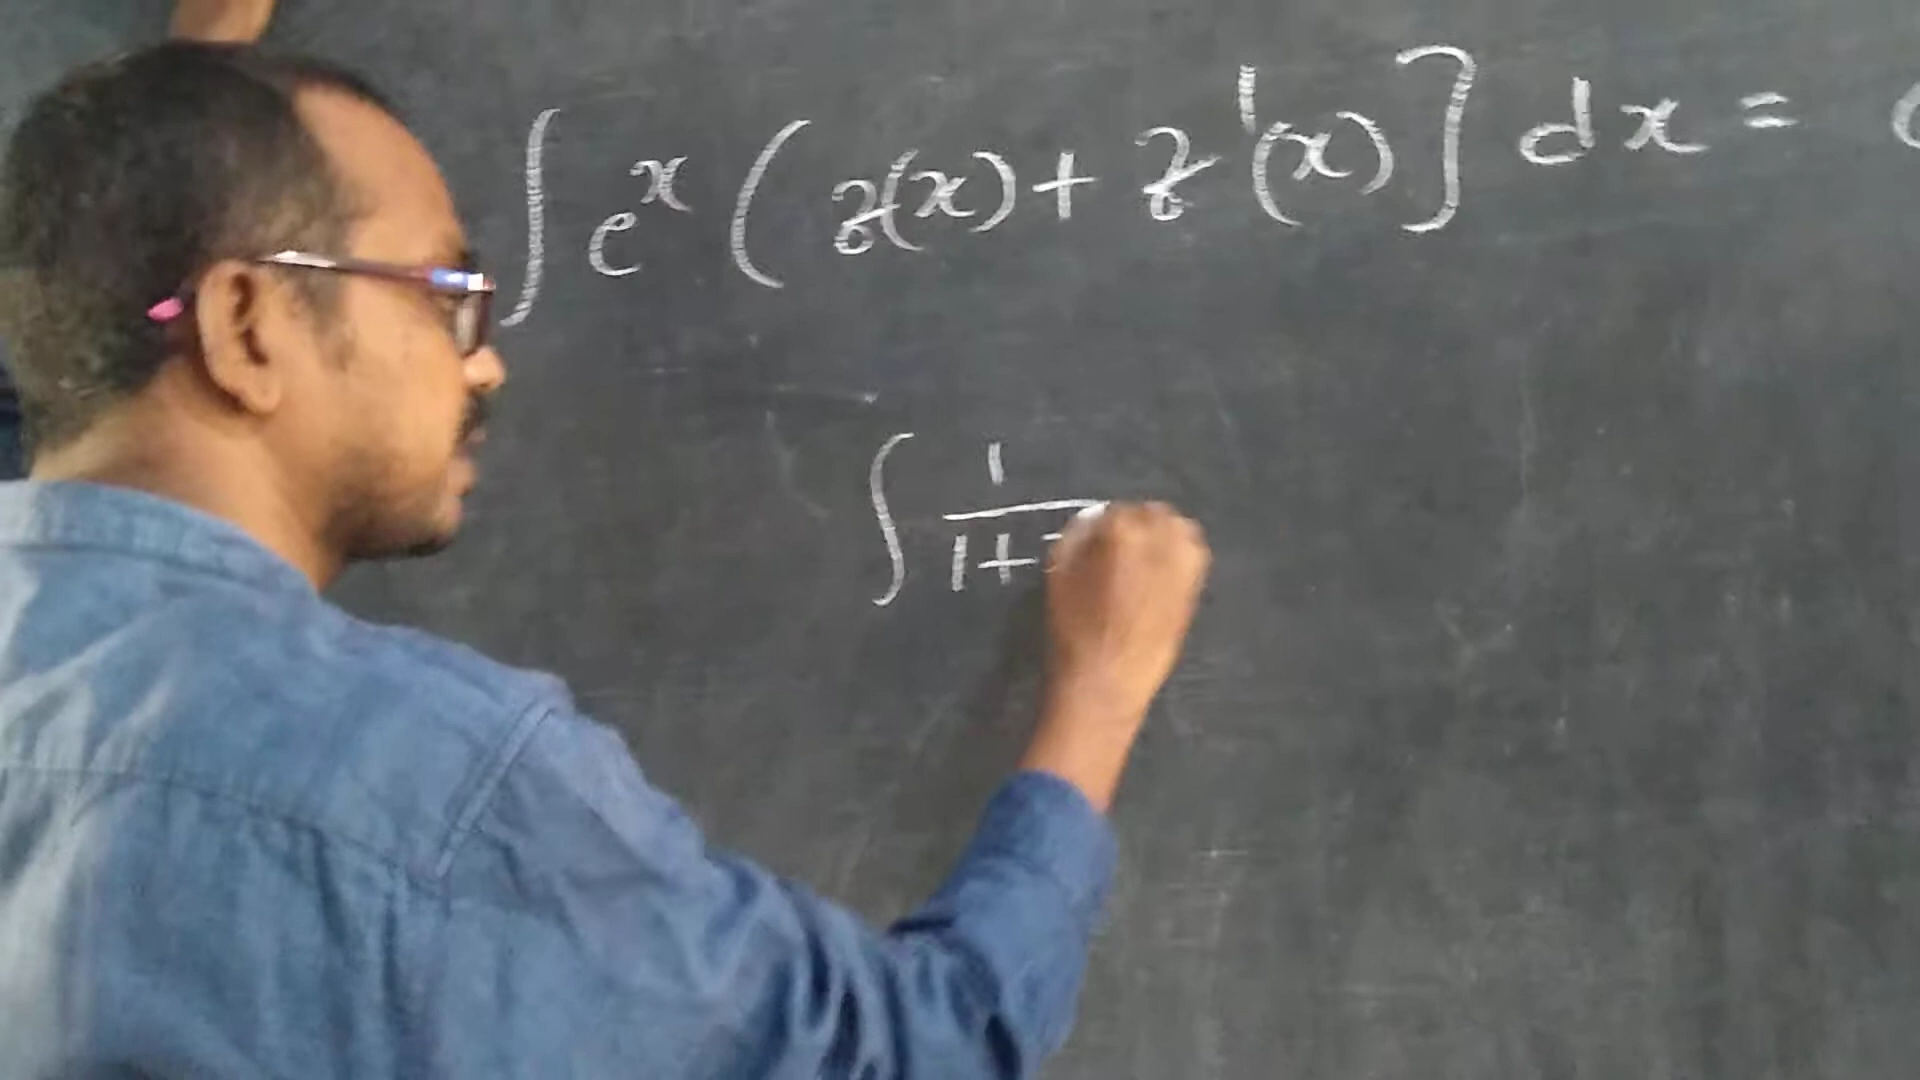 ∫ e^x ( f(x) + f'(x) ] dx =
∫ 1/(1+